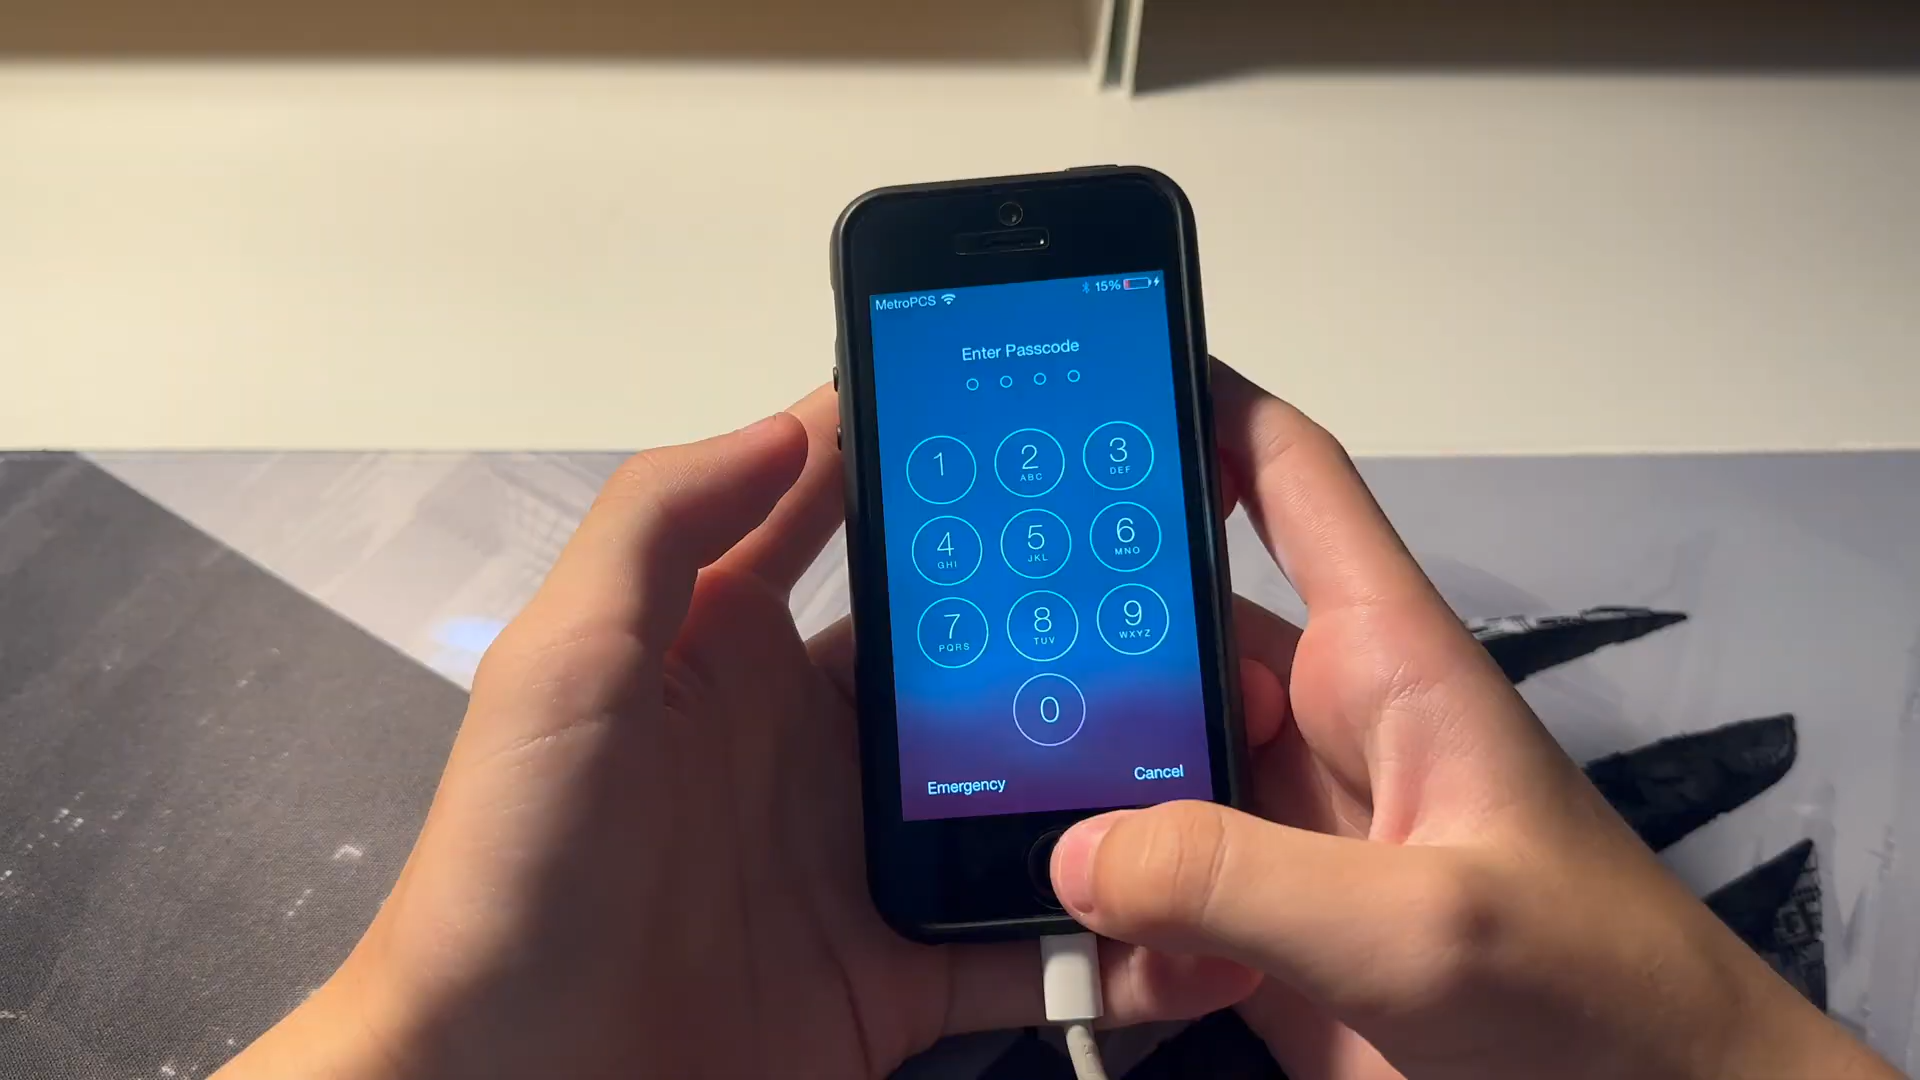 MetroPCS 15%
Enter Passcode
1 2 3
ABC DEF
4 5 6
GHI JKL MNO
7 8 9
PQRS TUV WXYZ
0
Emergency Cancel